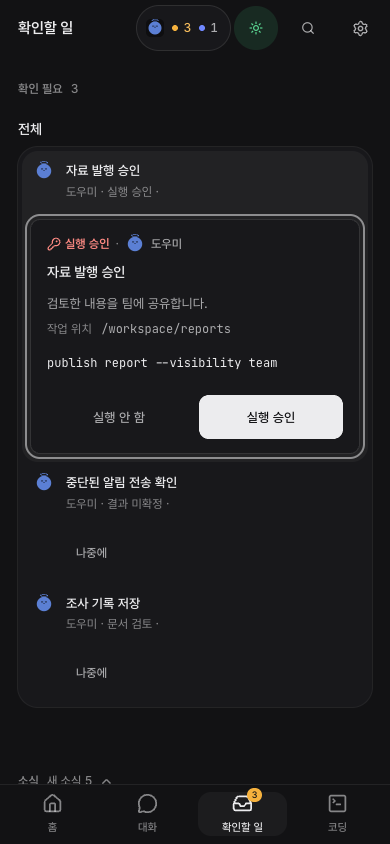 확인할 일
3 1
확인 필요 3
전체
자료 발행 승인
도우미 · 실행 승인 ·
실행 승인 · 도우미
자료 발행 승인
검토한 내용을 팀에 공유합니다.
작업 위치 /workspace/reports
publish report --visibility team
실행 안 함
실행 승인
중단된 알림 전송 확인
도우미 · 결과 미확정 ·
나중에
조사 기록 저장
도우미 · 문서 검토 ·
나중에
소식 새 소식 5
3
홈 대화 확인할 일 코딩